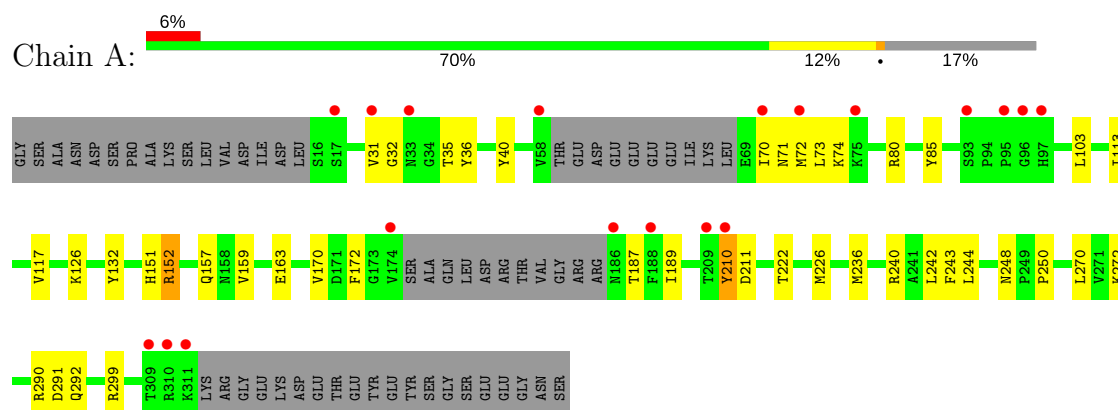 6%
Chain A:
70% 12% • 17%
GLY SER ALA ASN ASP SER PRO ALA LYS SER LEU VAL ASP ILE ASP LEU S16 S17 V31 G32 N33 G34 T35 Y36 Y40 V58 THR GLU ASP GLU GLU GLU GLU ILE LYS LEU E69 I70 N71 M72 L73 K74 K75 R80 Y85 S93 P94 P95 G96 H97 L103
V117 K126 Y132 H151 R152 Q157 N158 V159 E163 V170 D171 F172 G173 V174 SER ALA GLN LEU ASP ARG THR VAL GLY ARG ARG N186 T187 F188 I189 T209 Y210 D211 T222 M226 M236 R240 A241 L242 F243 L244 N248 P249 P250 L270 V271
R290 D291 Q292 R299 T309 R310 K311 LYS ARG GLY GLU LYS ASP GLU THR GLU TYR GLU TYR SER GLY SER GLU GLU GLY ASN SER